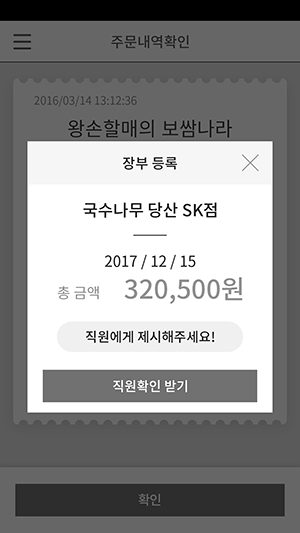 주문내역확인
2016/03/14 13:12:36
왕손할매의 보쌈나라
장부 등록
국수나무 당산 SK점
2017 / 12 / 15
총 금액 320,500원
직원에게 제시해주세요!
직원확인 받기
확인